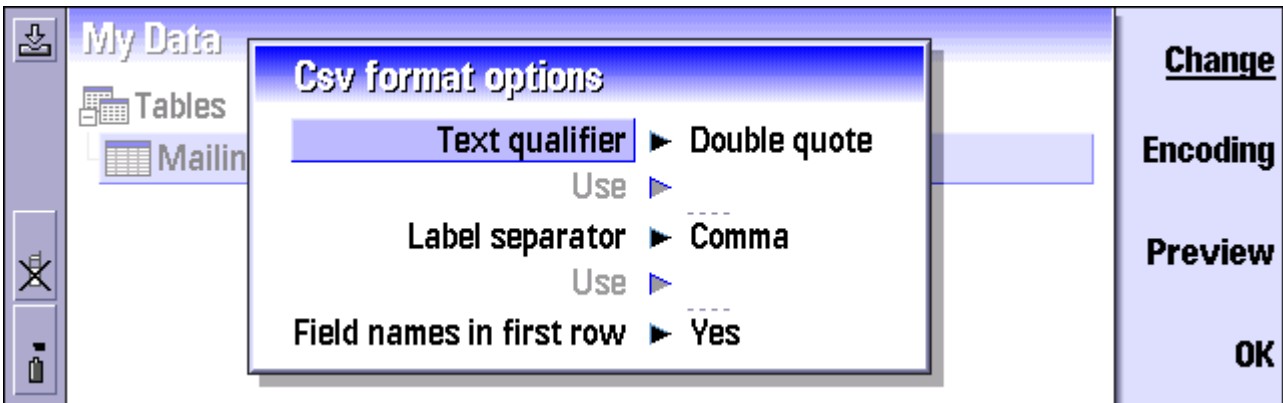 My Data
Tables
Mailin
Csv format options
Text qualifier Double quote
Use
Label separator Comma
Use
Field names in first row Yes
Change
Encoding
Preview
OK